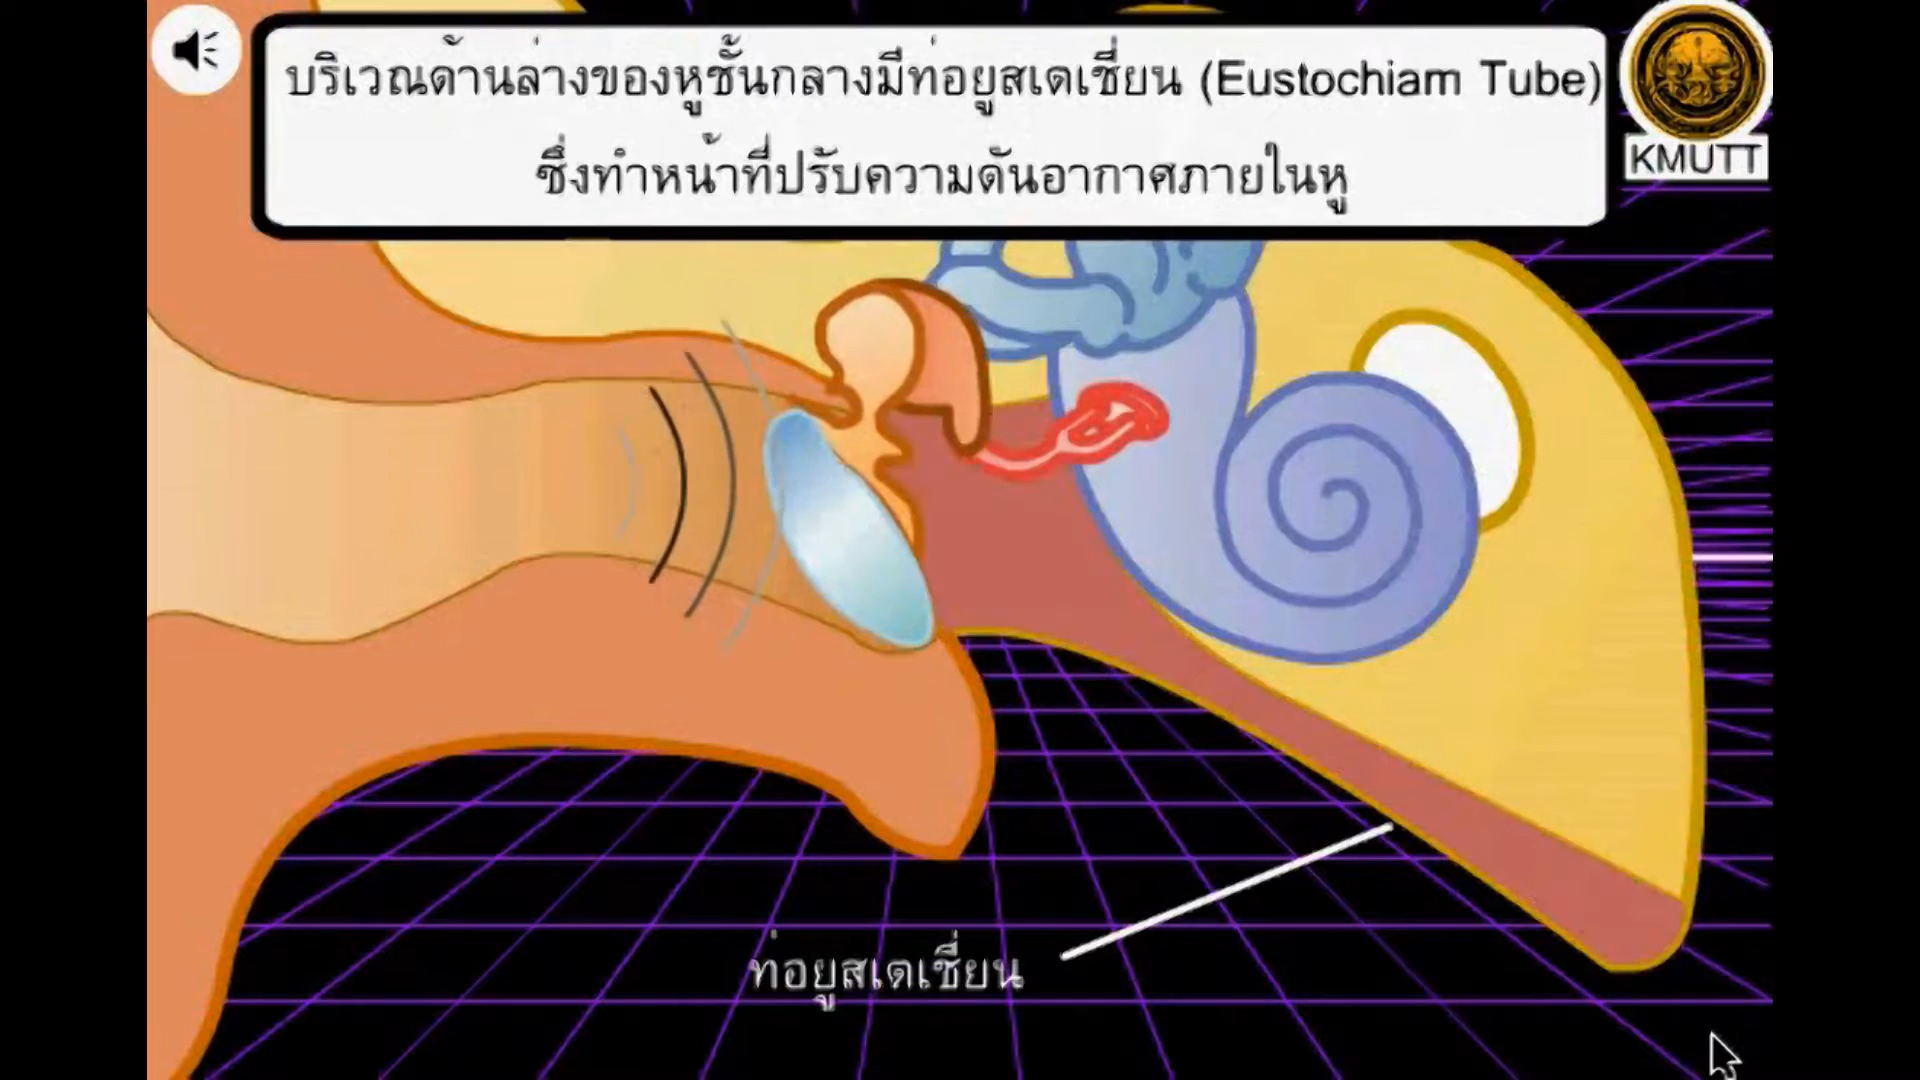 บริเวณด้านล่างของหูชั้นกลางมีท่อยูสเตเชี่ยน (Eustochiam Tube)
ซึ่งทำหน้าที่ปรับความดันอากาศภายในหู
KMUTT
ท่อยูสเตเชี่ยน